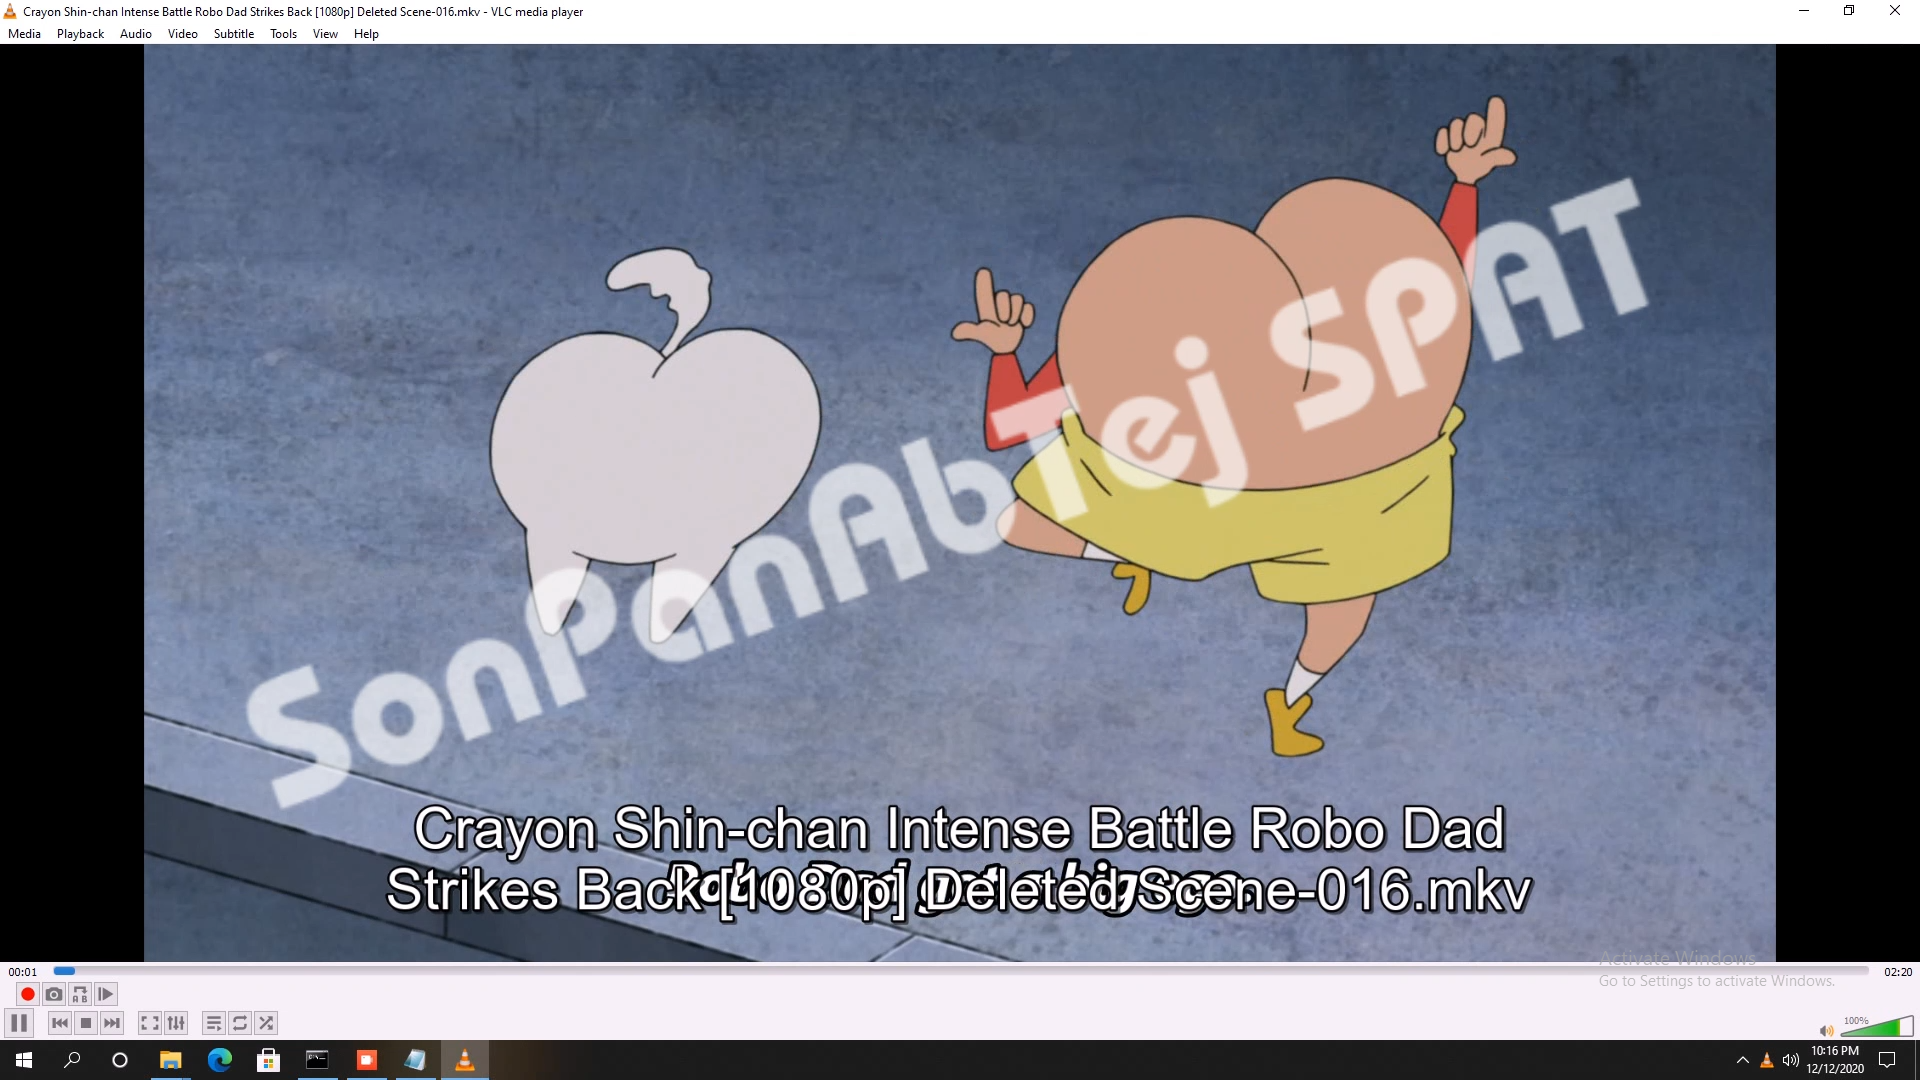 Crayon Shin-chan Intense Battle Robo Dad Strikes Back [1080p] Deleted Scene-016.mkv - VLC media player
Media Playback Audio Video Subtitle Tools View Help
SonPanAbTej SPAT
Crayon Shin-chan Intense Battle Robo Dad
Strikes Back [1080p] Deleted Scene-016.mkv
Activate Windows
00:01
02:20
Go to Settings to activate Windows.
100%
10:16 PM
12/12/2020